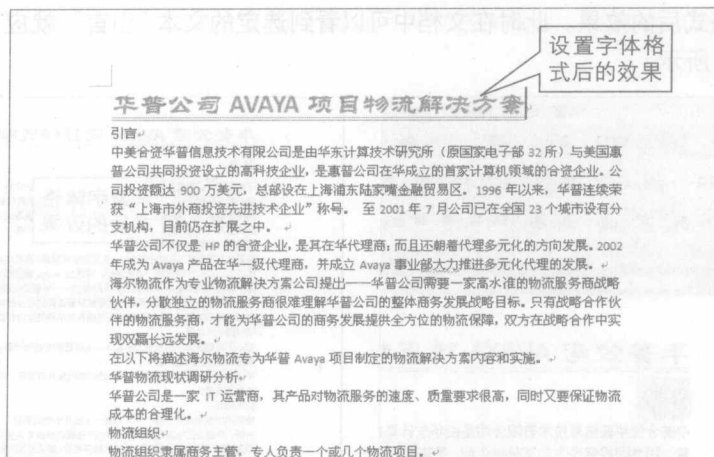 式后的效果。此时在文档中可以看到选定的文本
所
设置字体格
式后的效果
华普公司 AVAYA 项目物流解决方案
引言
中美合资华普信息技术有限公司是由华东计算技术研究所（原国家电子部 32 所）与美国惠
普公司共同投资设立的高科技企业，是惠普公司在华成立的首家计算机领域的合资企业。公
司投资额达 900 万美元，总部设在上海浦东陆家嘴金融贸易区。1996 年以来，华普连续荣
获“上海市外商投资先进技术企业”称号。 至 2001 年 7 月公司已在全国 23 个城市设有分
支机构，目前仍在扩展之中。
华普公司不仅是 HP 的合资企业，是其在华代理商，而且还朝着代理多元化的方向发展。2002
年成为 Avaya 产品在华一级代理商，并成立 Avaya 事业部大力推进多元化代理的发展。
海尔物流作为专业物流解决方案公司提出——华普公司需要一家高水准的物流服务商战略
伙伴，分散独立的物流服务商很难理解华普公司的整体商务发展战略目标。只有战略合作伙
伴的物流服务商，才能为华普公司的商务发展提供全方位的物流保障，双方在战略合作中实
现双赢长远发展。
在以下将描述海尔物流专为华普 Avaya 项目制定的物流解决方案内容和实施。
华普物流现状调研分析
华普公司是一家 IT 运营商，其产品对物流服务的速度、质量要求很高，同时又要保证物流
成本的合理化。
物流组织
物流组织隶属商务主管，专人负责一个或几个物流项目。